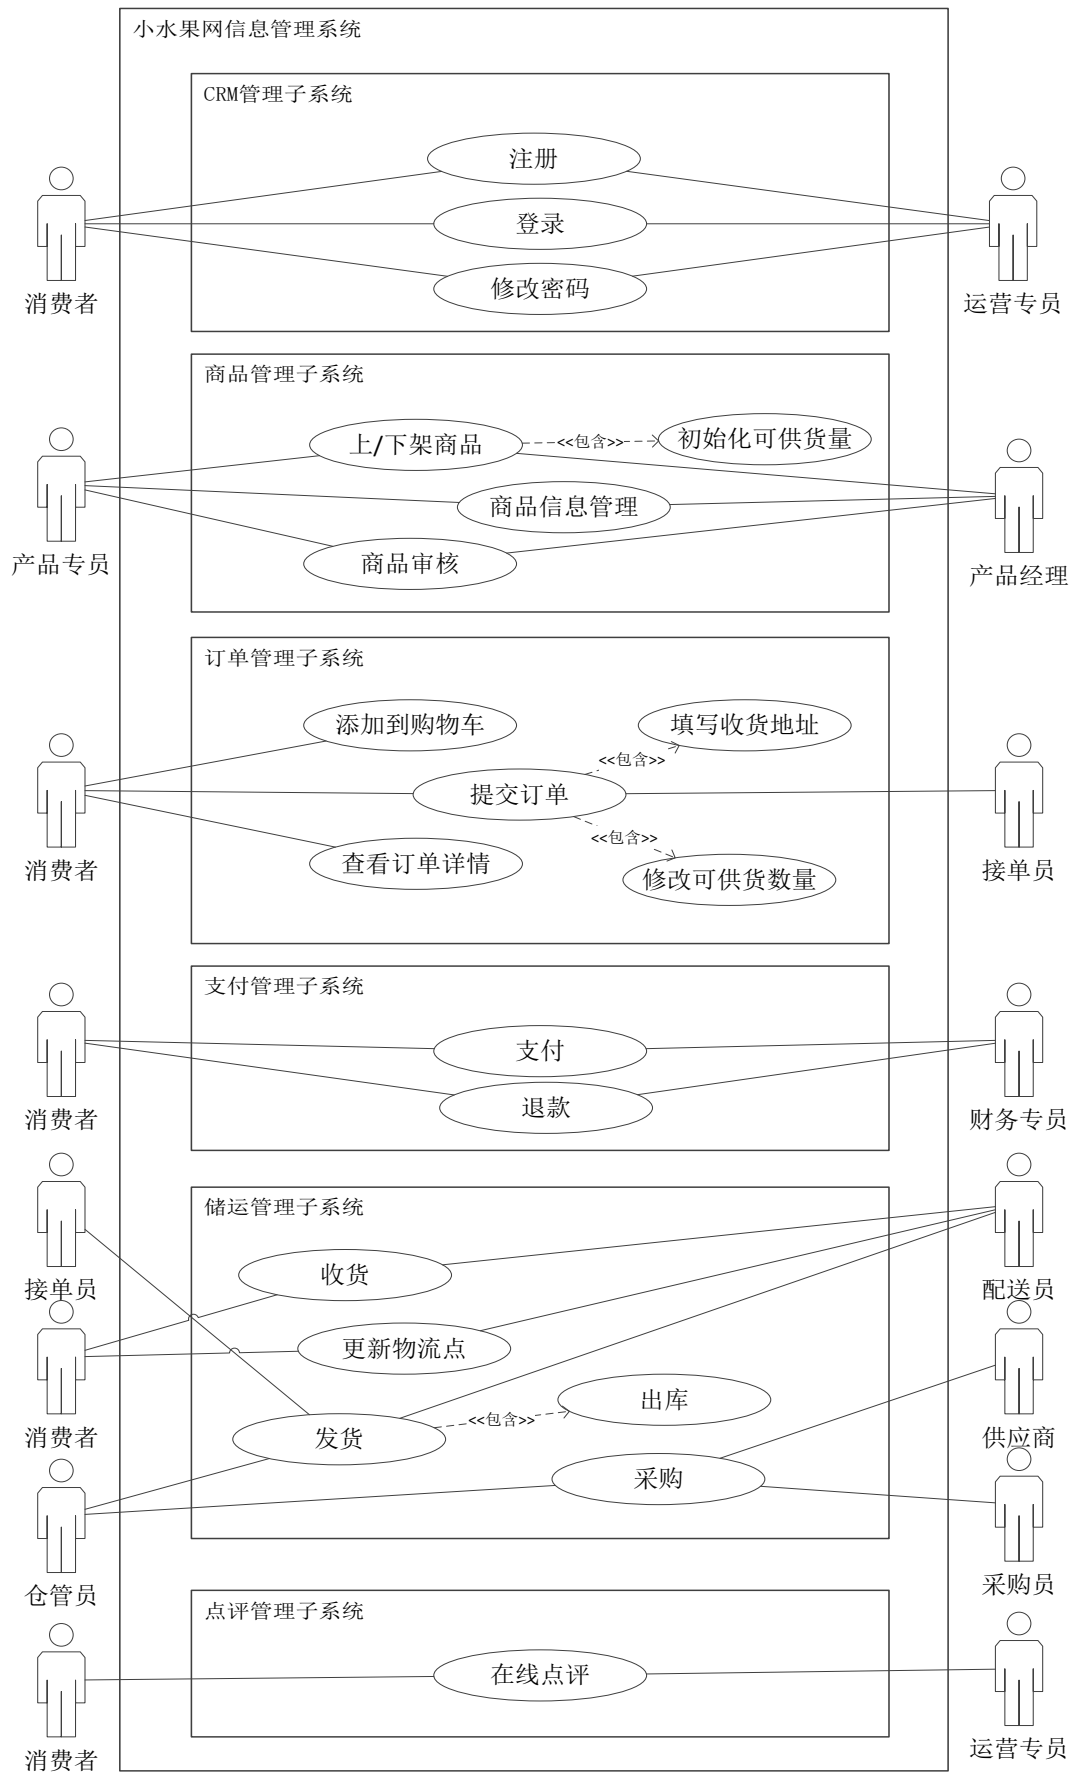 小水果网信息管理系统
CRM管理子系统
注册
登录
修改密码
消费者
运营专员
商品管理子系统
上/下架商品
<<包含>>
初始化可供货量
商品信息管理
商品审核
产品专员
产品经理
订单管理子系统
添加到购物车
填写收货地址
<<包含>>
提交订单
<<包含>>
查看订单详情
修改可供货数量
消费者
接单员
支付管理子系统
支付
退款
消费者
财务专员
储运管理子系统
收货
接单员
配送员
更新物流点
出库
<<包含>>
发货
消费者
供应商
采购
仓管员
采购员
点评管理子系统
在线点评
消费者
运营专员